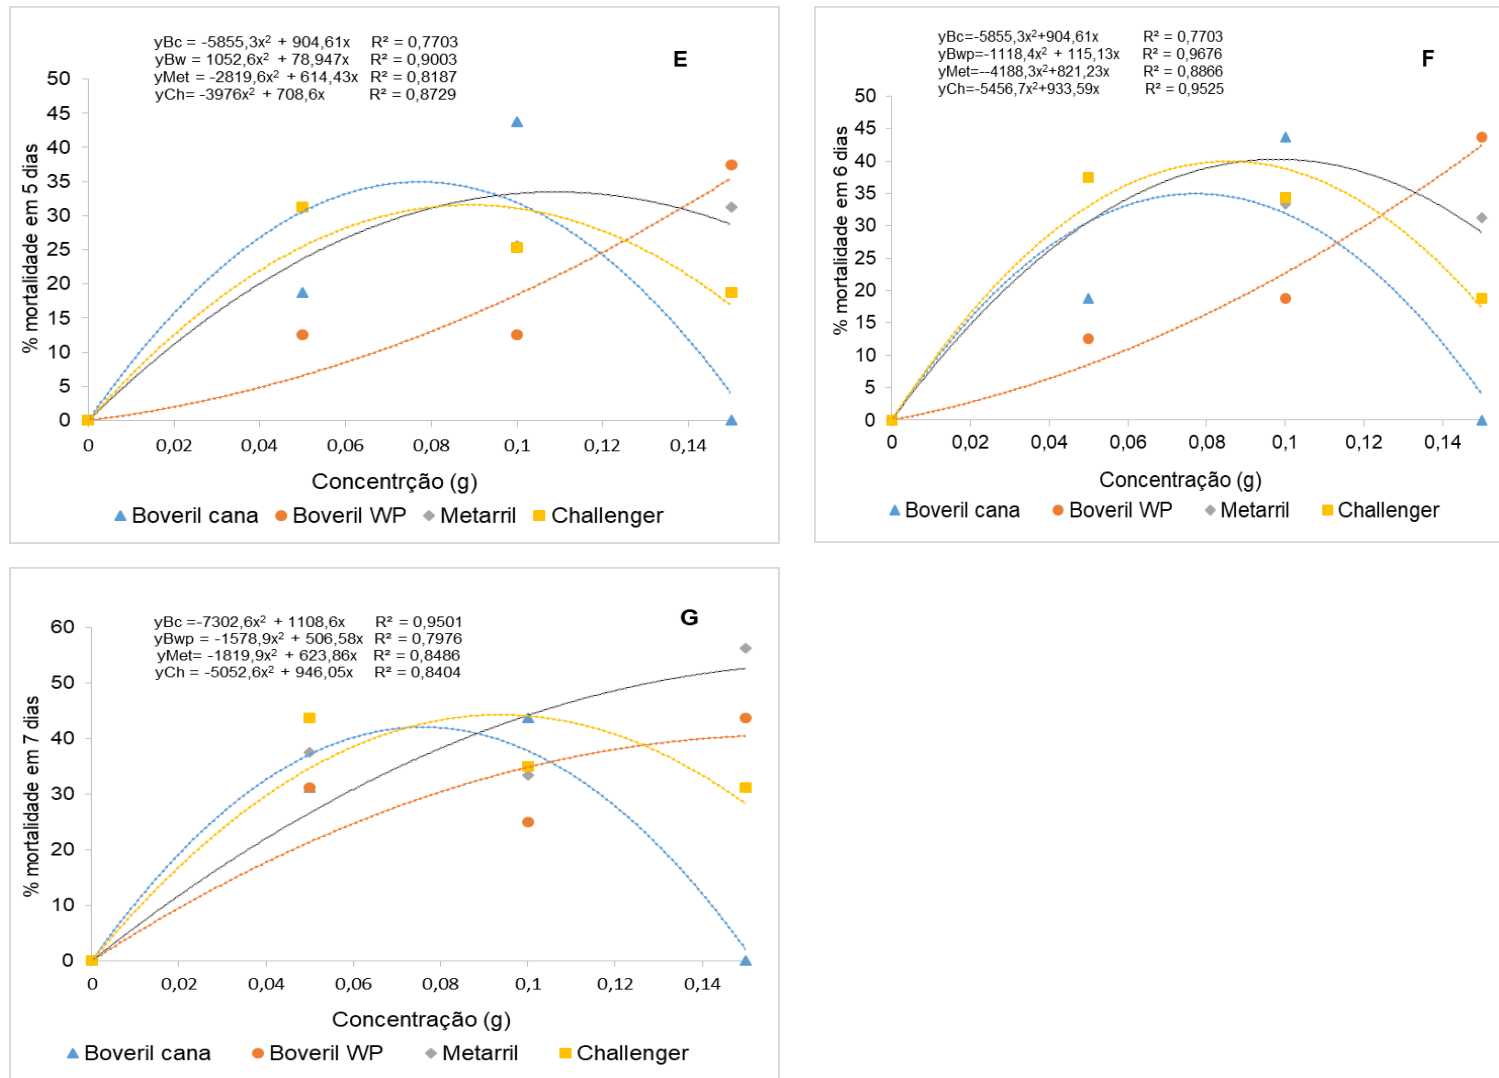 yBc = -5855,3x² + 904,61x R² = 0,7703
yBw = 1052,6x² + 78,947x R² = 0,9003
yMet = -2819,6x² + 614,43x R² = 0,8187
yCh= -3976x² + 708,6x R² = 0,8729
E
50
45
40
35
30
25
20
15
10
5
0
% mortalidade em 5 dias
0 0,02 0,04 0,06 0,08 0,1 0,12 0,14
Concentrção (g)
Boveril cana Boveril WP Metarril Challenger
yBc=-5855,3x²+904,61x R² = 0,7703
yBwp=-1118,4x² + 115,13x R² = 0,9676
yMet=--4188,3x²+821,23x R² = 0,8866
yCh=-5456,7x²+933,59x R² = 0,9525
F
50
45
40
35
30
25
20
15
10
5
0
% mortalidade em 6 dias
0 0,02 0,04 0,06 0,08 0,1 0,12 0,14
Concentração (g)
Boveril cana Boveril WP Metarril Challenger
yBc =-7302,6x² + 1108,6x R² = 0,9501
yBwp = -1578,9x² + 506,58x R² = 0,7976
yMet= -1819,9x² + 623,86x R² = 0,8486
yCh = -5052,6x² + 946,05x R² = 0,8404
G
60
50
40
30
20
10
0
% mortalidade em 7 dias
0 0,02 0,04 0,06 0,08 0,1 0,12 0,14
Concentração (g)
Boveril cana Boveril WP Metarril Challenger